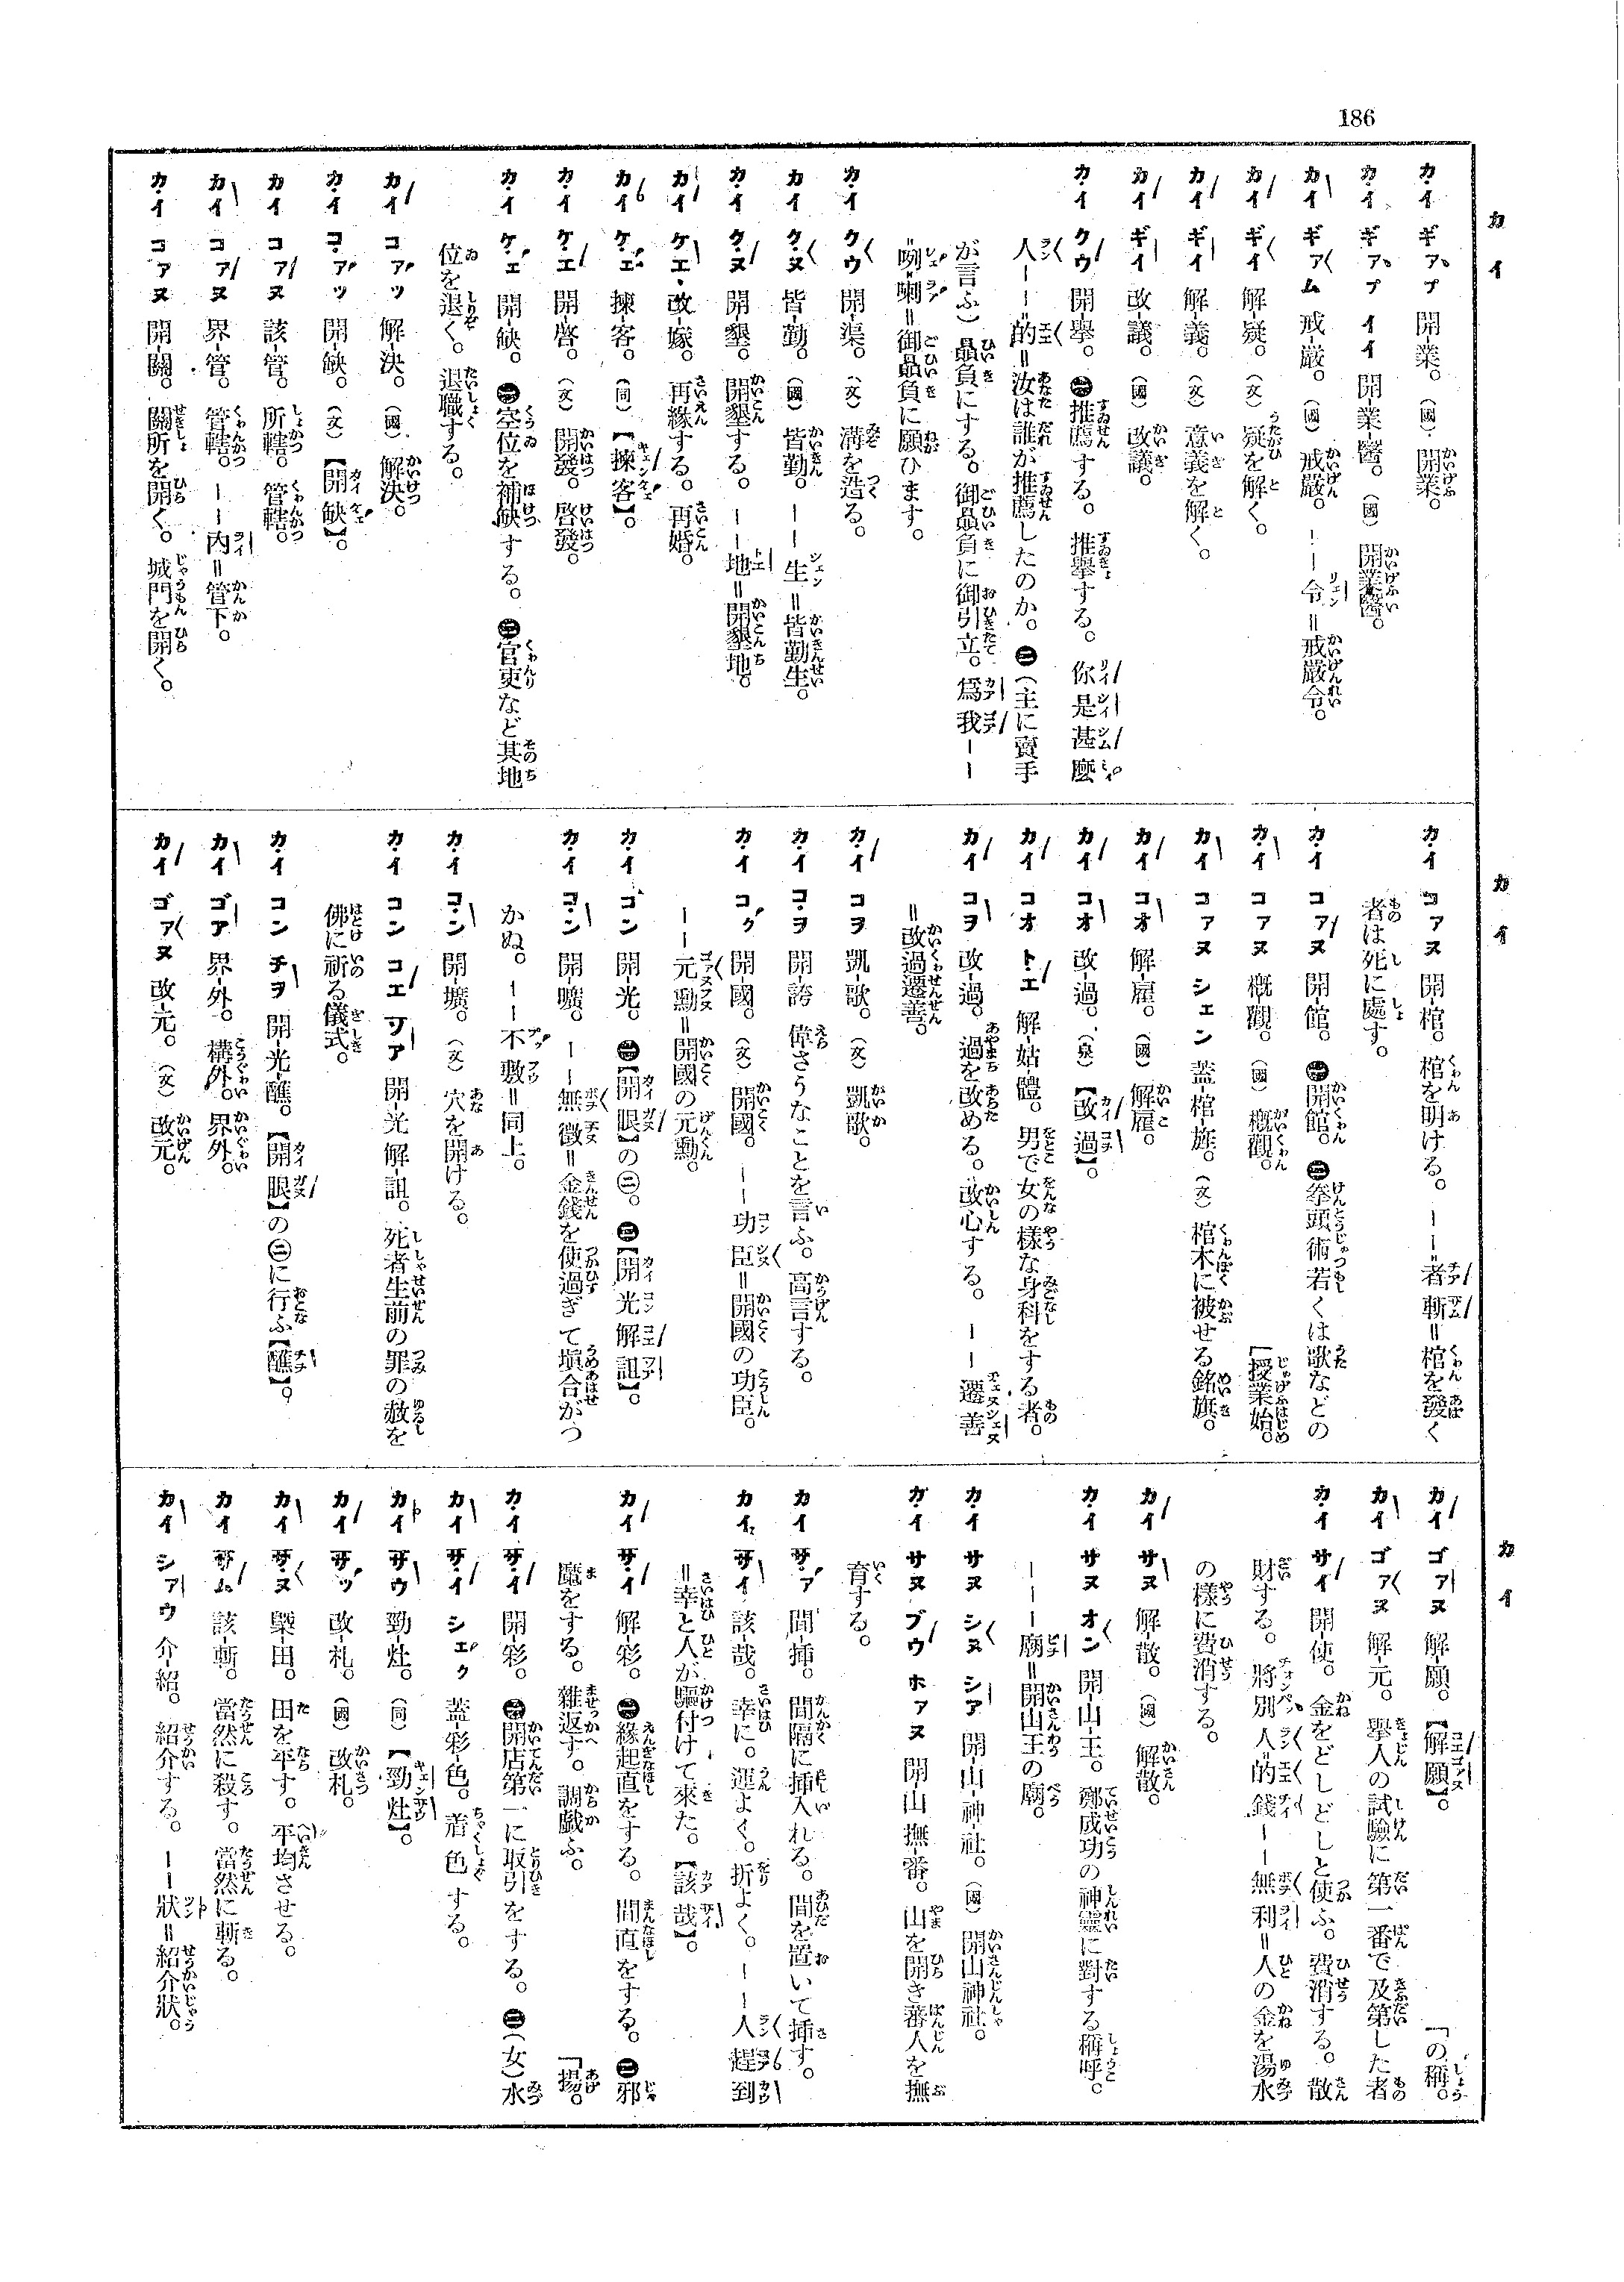 186
カイ
カイ ギァプ 開-業。(國) 開業。
カイ ギァプ イイ 開-業-醫。(國) 開業醫。
カイ ギァム 戒-嚴。(國) 戒嚴。——令=戒嚴令。
カイ ギイ 解-疑。(文) 疑を解く。
カイ ギイ 解-義。(文) 意義を解く。
カイ ギイ 改-議。(國) 改議。
カイ クウ 開-擧。㊀推薦する。推擧する。你是甚麼
人——的=汝は誰が推薦したのか。㊁(主に賣手
が言ふ)贔負にする。御贔負に御引立。爲我——
=咧喇=御贔負に願ひます。
カイ クウ 開-渠。(文) 溝を造る。
カイ クヌ 皆-勤。(國) 皆勤。——生=皆勤生。
カイ クヌ 開-墾。開墾する。——地=開墾地。
カイ ケエ 改-嫁。再緣する。再婚。
カイ ケェ 揀-客。(同)【揀客】。
カイ ケエ 開-啓。(文) 開發。啓發。
カイ ケェ 開-缺。㊀空位を補缺する。㊁官吏など其地
位を退く。退職する。
カイ コァッ 解-決。(國) 解決。
カイ コァッ 開-缺。(文)【開缺】。
カイ コァヌ 該-管。所轄。管轄。
カイ コァヌ 界-管。管轄。——內=管下。
カイ コァヌ 開-關。關所を開く。城門を開く。
カイ
カイ コァヌ 開-棺。棺を明ける。——者斬=棺を發く
者は死に處す。
カイ コァヌ 開-館。㊀開館。㊁拳頭術若くは歌などの
カイ コァヌ 概-觀。(國) 概觀。「授業始。
カイ コァヌ シェン 蓋-棺-旌。(文) 棺木に被せる銘旗。
カイ コオ 解-雇。(國) 解雇。
カイ コオ 改-過。(泉)【改過】。
カイ コオ トエ 解-姑-體。男で女の樣な身科をする者。
カイ コヲ 改-過。過を改める。改心する。——遷善
=改過遷善。
カイ コヲ 凱-歌。(文) 凱歌。
カイ コヲ 開-誇 偉さうなことを言ふ。高言する。
カイ コク 開-國。(文) 開國。——功臣=開國の功臣。
——元勳=開國の元勳。
カイ ゴン 開-光。㊀【開眼】の㊁。㊁【開光解詛】。
カイ コン 開-曠。——無徵=金錢を使過ぎて塡合がつ
かぬ。——不敷=同上。
カイ コン 開-壙。(文) 穴を開ける。
カイ コン コエ ツァ 開-光 解-詛。死者生前の罪の赦を
佛に祈る儀式。
カイ コン チヲ 開-光-醮。【開眼】の㊁に行ふ【醮】。
カイ ゴア 界-外。構外。界外。
カイ ゴァヌ 改-元。(文) 改元。
カイ
カイ ゴァヌ 解-願。【解願】。「の稱。
カイ ゴァヌ 解-元。擧人の試驗に第一番で及第した者
カイ サイ 開-使。金をどしどしと使ふ。費消する。散
財する。將別人的錢——無利=人の金を湯水
の樣に費消する。
カイ サヌ 解-散。(國) 解散。
カイ サヌ オン 開-山-王。鄭成功の神靈に對する稱呼。
———廟=開山王の廟。
カイ サヌ シヌ シア 開-山-神-社。(國) 開山神社。
カイ サヌ ブウ ホァヌ 開-山-撫-番。山を開き蕃人を撫
育する。
カイ サァ 間-揷。間隔に揷入れる。間を置いて揷す。
カイ サイ 該-哉。幸に。運よく。折よく。——人趕到
=幸と人が驅付けて來た。【該哉】。
カイ サイ 解-彩。㊀緣起直をする。間直をする。㊁邪
魔をする。雜返す。調戲ふ。「揚。
カイ サイ 開-彩。㊀開店第一に取引をする。㊁(女)水
カイ サイ シェク 蓋-彩-色。着色する。
カイ サウ 勁-灶。(同)【勁灶】。
カイ サッ 改-札。(國) 改札。
カイ サヌ 槩-田。田を平す。平均させる。
カイ サム 該-斬。當然に殺す。當然に斬る。
カイ シァウ 介-紹。紹介する。——狀=紹介狀。